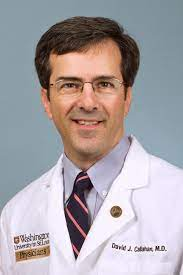 Washington
University in St. Louis
Physicians
David J. Callahan, M.D.